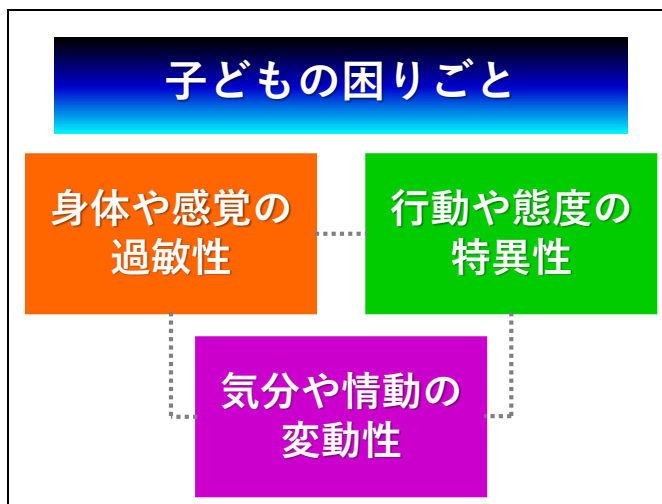 子どもの困りごと
身体や感覚の
過敏性
行動や態度の
特異性
気分や情動の
変動性